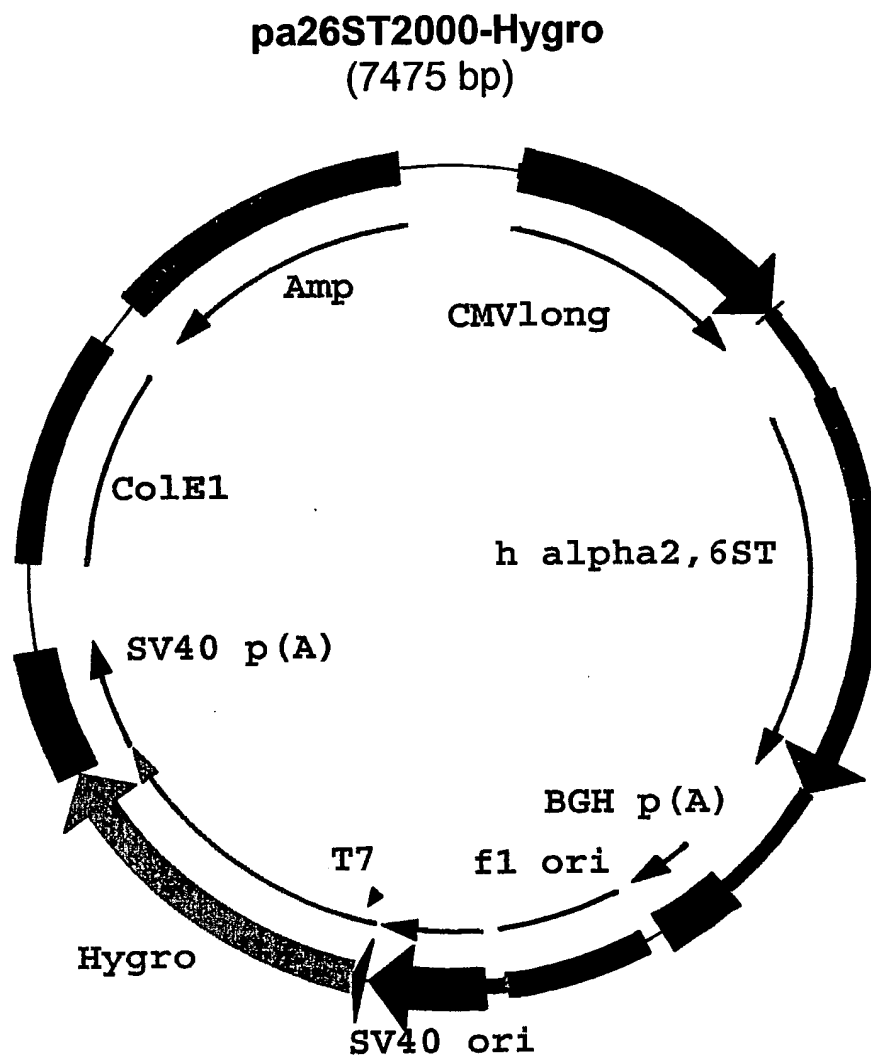 pa26ST2000-Hygro
(7475 bp)
Amp
CMVlong
ColE1
h alpha2,6ST
SV40 p(A)
BGH p(A)
T7
f1 ori
Hygro
SV40 ori